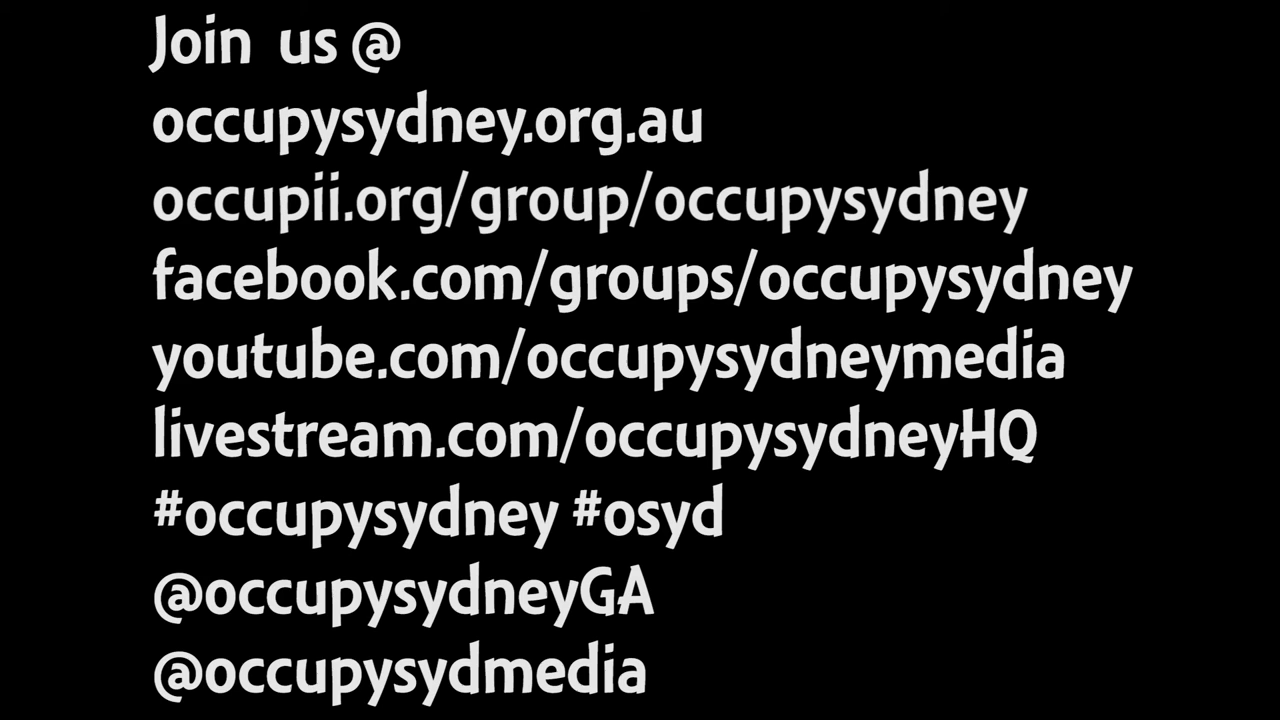 Join us @
occupysydney.org.au
occupii.org/group/occupysydney
facebook.com/groups/occupysydney
youtube.com/occupysydneymedia
livestream.com/occupysydneyHQ
#occupysydney #osyd
@occupysydneyGA
@occupysydmedia